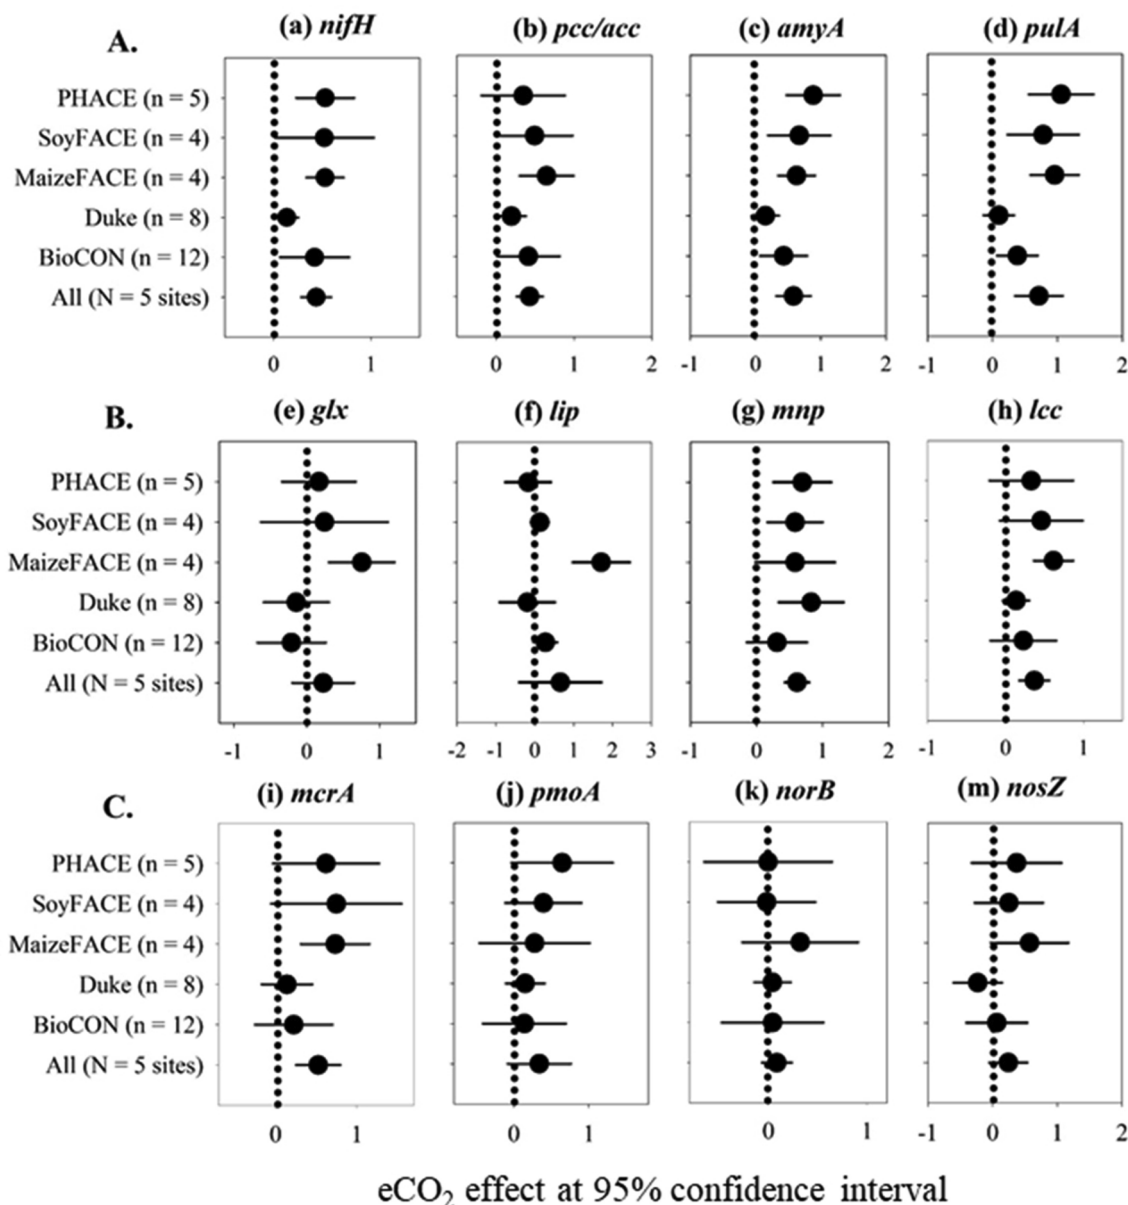 A.
(a) nifH (b) pcc/acc (c) amyA (d) pulA
PHACE (n = 5)
SoyFACE (n = 4)
MaizeFACE (n = 4)
Duke (n = 8)
BioCON (n = 12)
All (N = 5 sites)
0 1 0 1 2 -1 0 1 2 -1 0 1 2
B.
(e) glx (f) lip (g) mnp (h) lcc
PHACE (n = 5)
SoyFACE (n = 4)
MaizeFACE (n = 4)
Duke (n = 8)
BioCON (n = 12)
All (N = 5 sites)
-1 0 1 -2 -1 0 1 2 3 -1 0 1 2 -1 0 1
C.
(i) mcrA (j) pmoA (k) norB (m) nosZ
PHACE (n = 5)
SoyFACE (n = 4)
MaizeFACE (n = 4)
Duke (n = 8)
BioCON (n = 12)
All (N = 5 sites)
0 1 0 1 0 1 -1 0 1 2
eCO₂ effect at 95% confidence interval